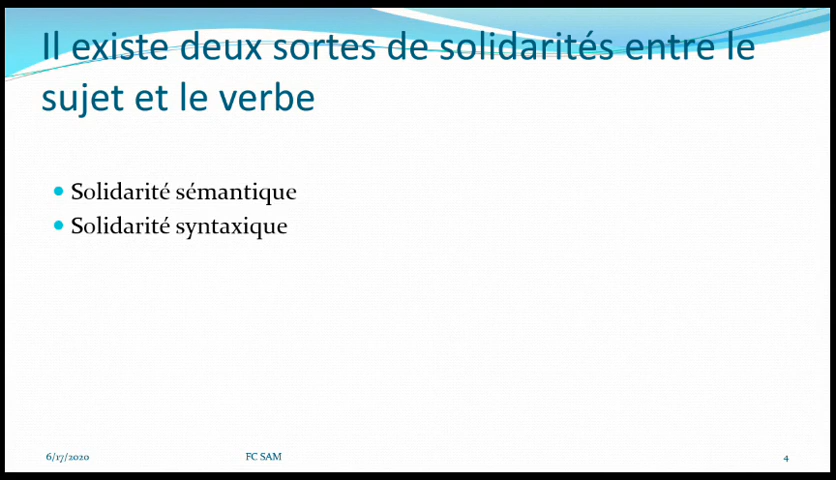 Il existe deux sortes de solidarités entre le
sujet et le verbe
Solidarité sémantique
Solidarité syntaxique
6/17/2020 FC SAM 4